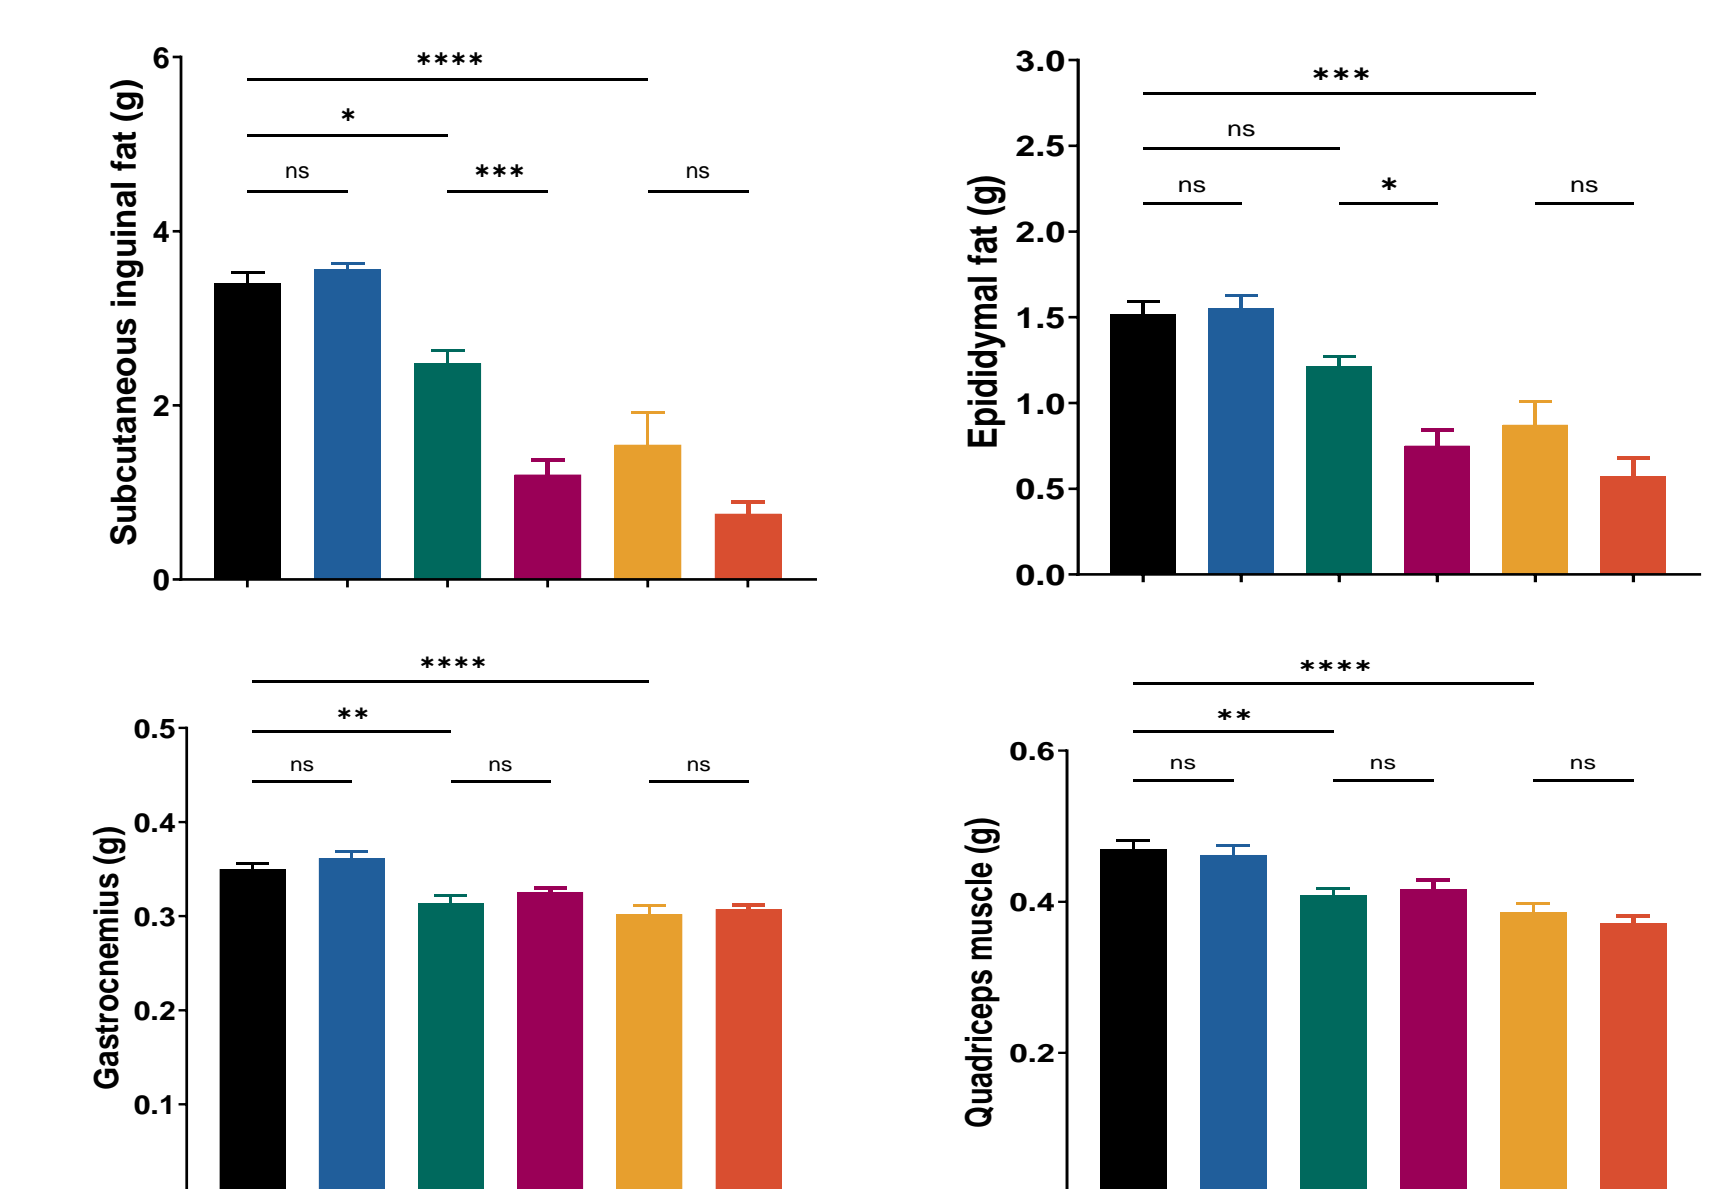 Subcutaneous inguinal fat (g)
6
4
2
0
****
*
ns
***
ns
Epididymal fat (g)
3.0
2.5
2.0
1.5
1.0
0.5
0.0
***
ns
ns
*
ns
Gastrocnemius (g)
0.5
0.4
0.3
0.2
0.1
****
**
ns
ns
ns
Quadriceps muscle (g)
0.6
0.4
0.2
****
**
ns
ns
ns